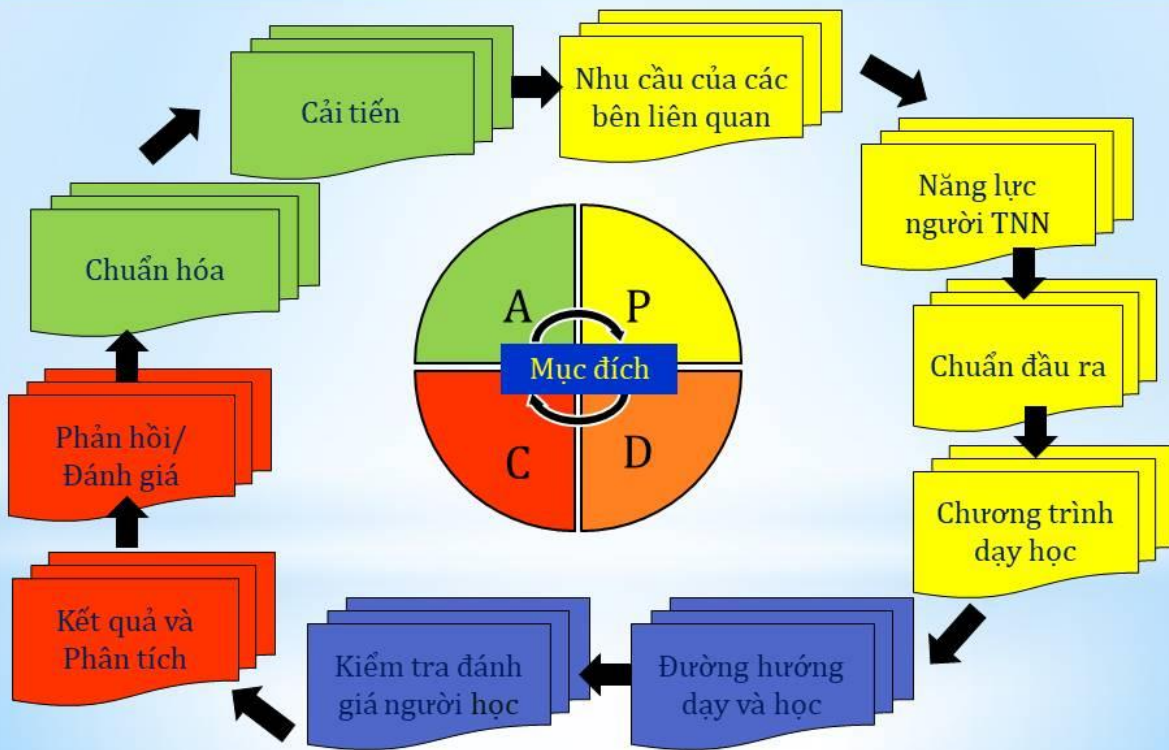 Cải tiến
Nhu cầu của các
bên liên quan
Năng lực
người TNN
Chuẩn đầu ra
Chương trình
dạy học
Đường hướng
dạy và học
Kiểm tra đánh
giá người học
Kết quả và
Phân tích
Phản hồi/
Đánh giá
Chuẩn hóa
A
P
Mục đích
C
D